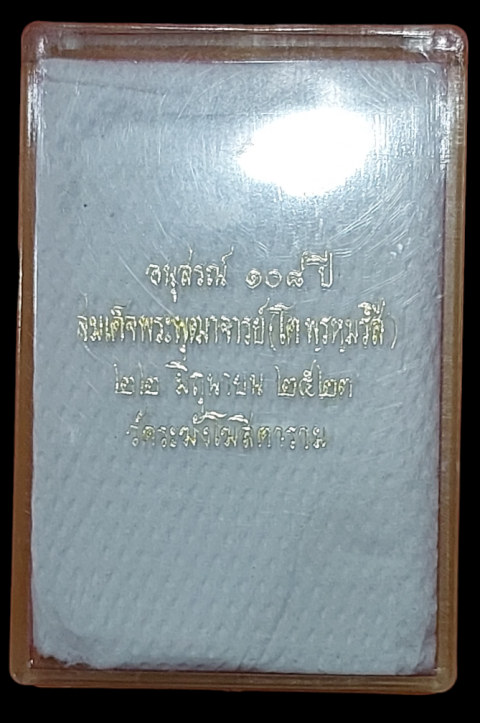 อนุสรณ์ ๑๐๘ ปี
สมเด็จพระพุฒาจารย์(โต พฺรหฺมรํสี)
๒๒ มิถุนายน ๒๕๒๓
วัดระฆังโฆสิตาราม